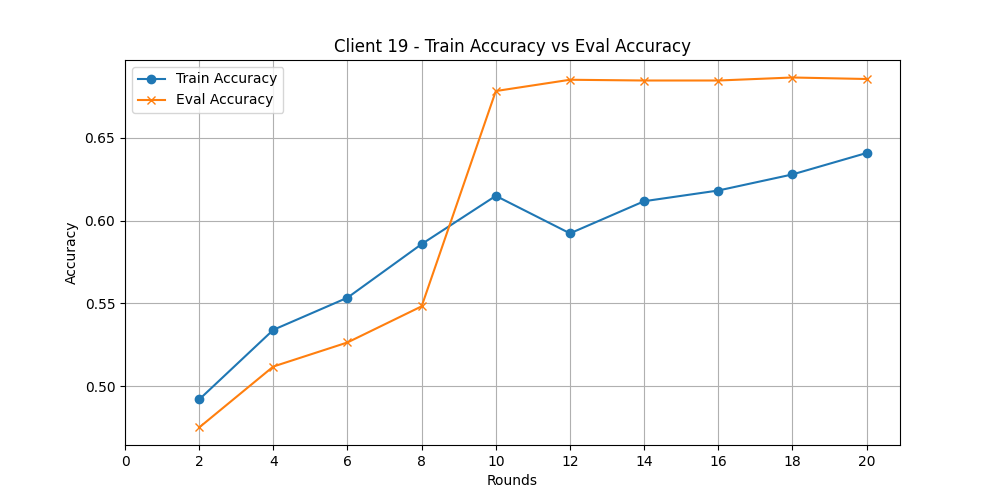 Client 19 - Train Accuracy vs Eval Accuracy
Train Accuracy
Eval Accuracy
0.65
0.60
0.55
0.50
Accuracy
0 2 4 6 8 10 12 14 16 18 20
Rounds